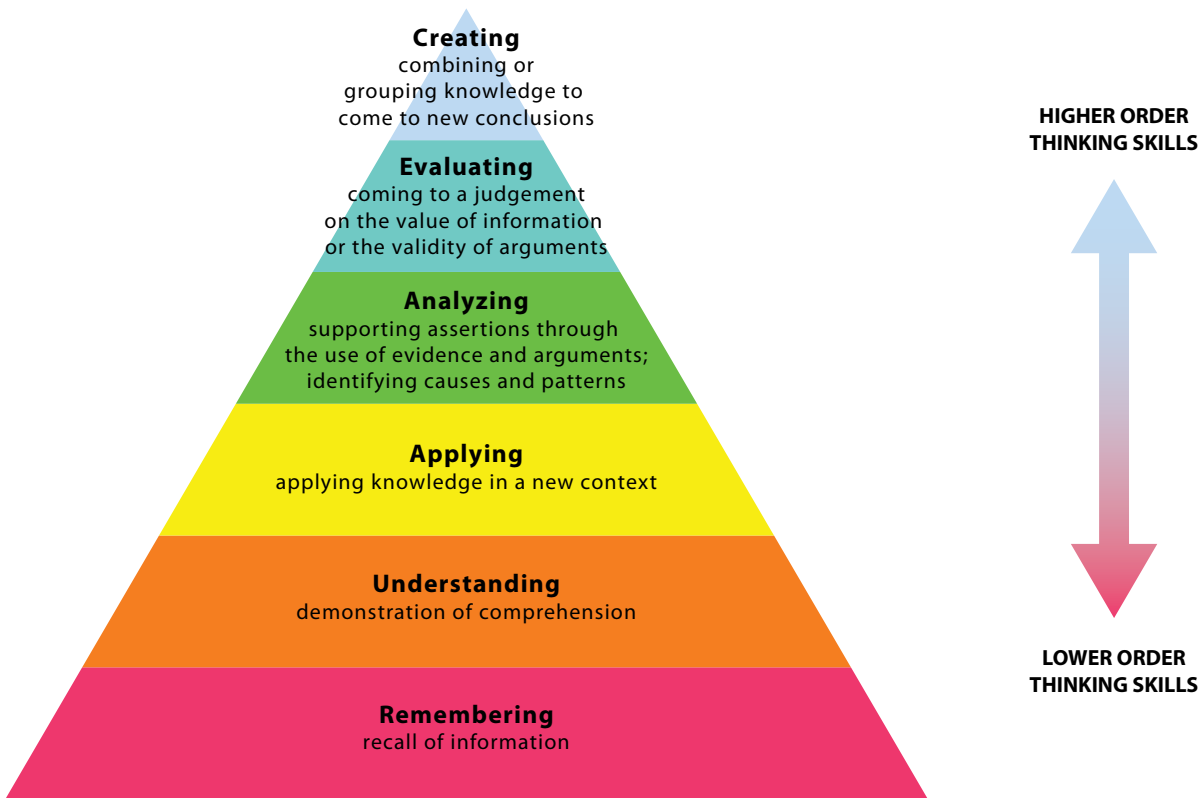 Creating
combining or
grouping knowledge to
come to new conclusions
Evaluating
coming to a judgement
on the value of information
or the validity of arguments
Analyzing
supporting assertions through
the use of evidence and arguments;
identifying causes and patterns
Applying
applying knowledge in a new context
Understanding
demonstration of comprehension
Remembering
recall of information
HIGHER ORDER
THINKING SKILLS
LOWER ORDER
THINKING SKILLS